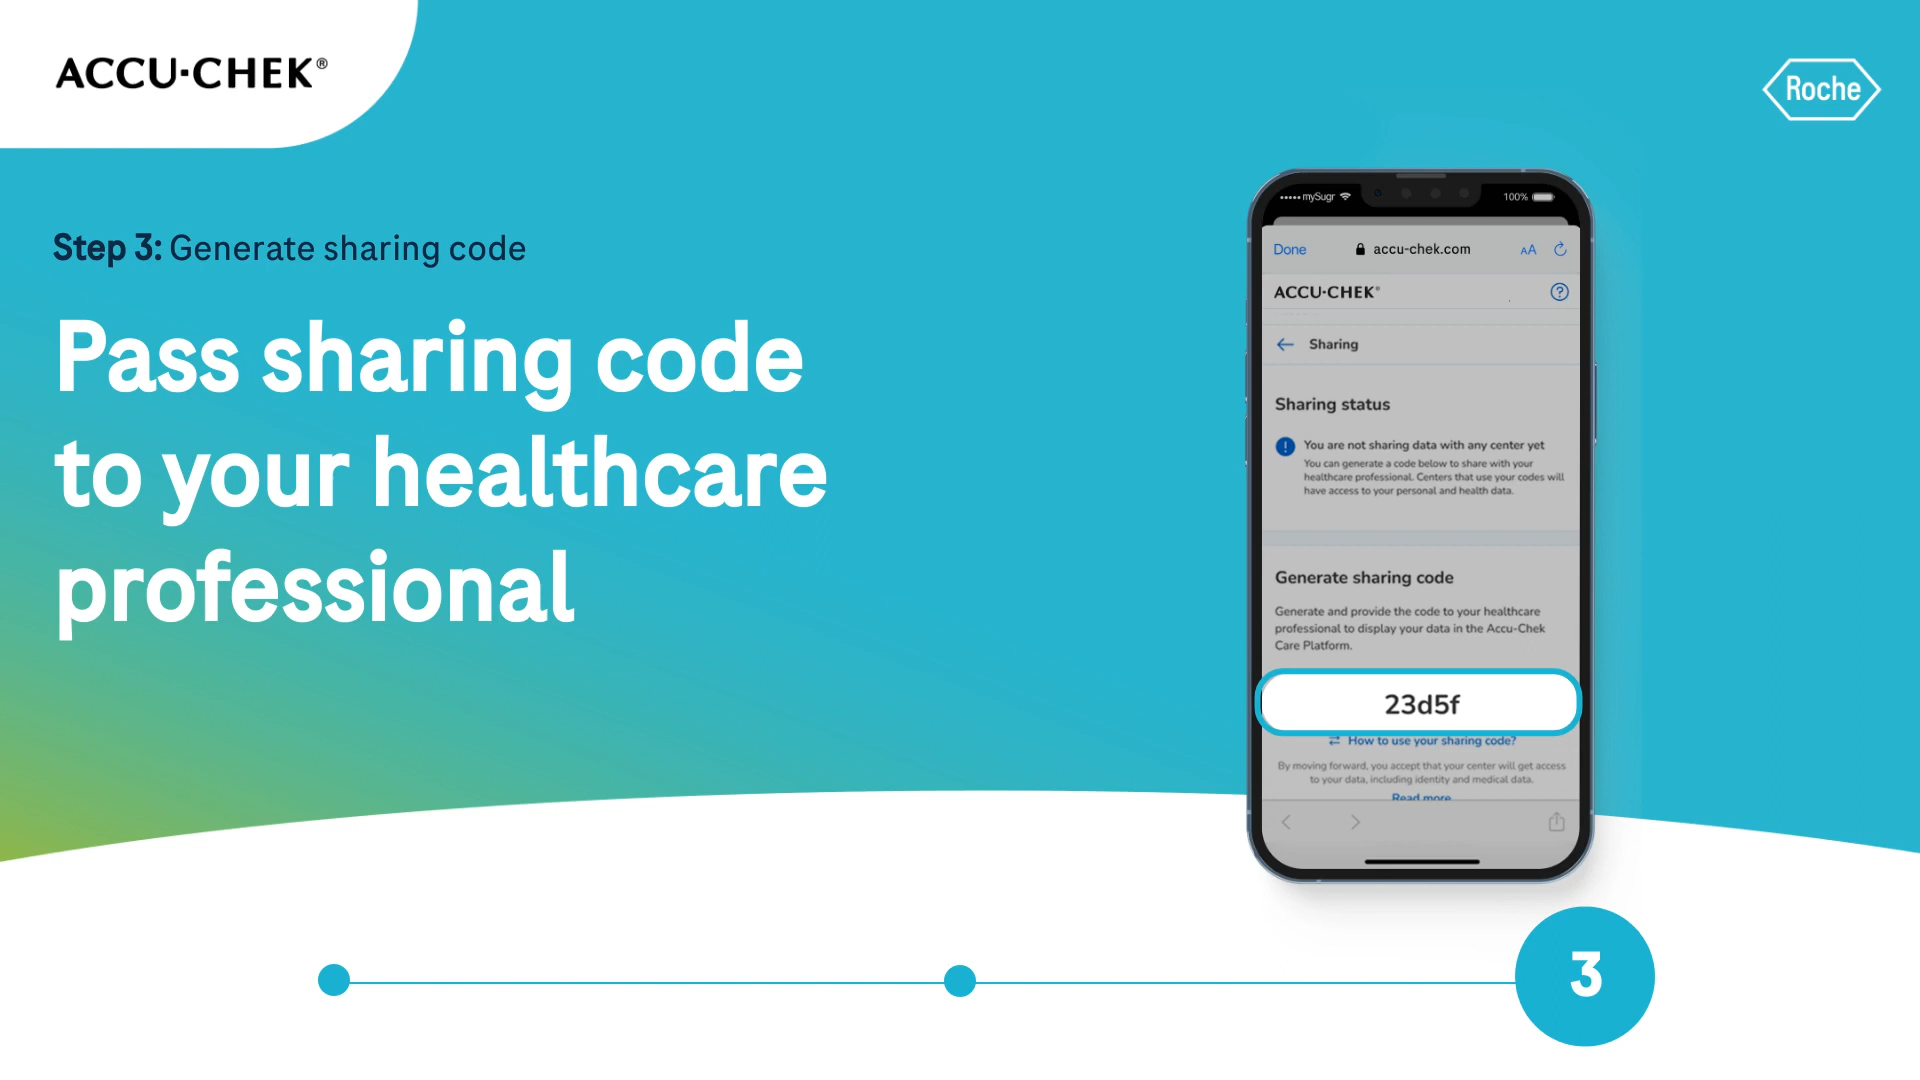 ACCU·CHEK®
Roche
Step 3: Generate sharing code
Pass sharing code
to your healthcare
professional
mySugr
100%
Done
accu-chek.com
AA
ACCU·CHEK®
?
Sharing
Sharing status
You are not sharing data with any center yet
You can generate a code below to share with your
healthcare professional. Centers that use your codes will
have access to your personal and health data.
Generate sharing code
Generate and provide the code to your healthcare
professional to display your data in the Accu-Chek
Care Platform.
23d5f
How to use your sharing code?
By moving forward, you accept that your center will get access
to your data, including identity and medical data.
Read more
3